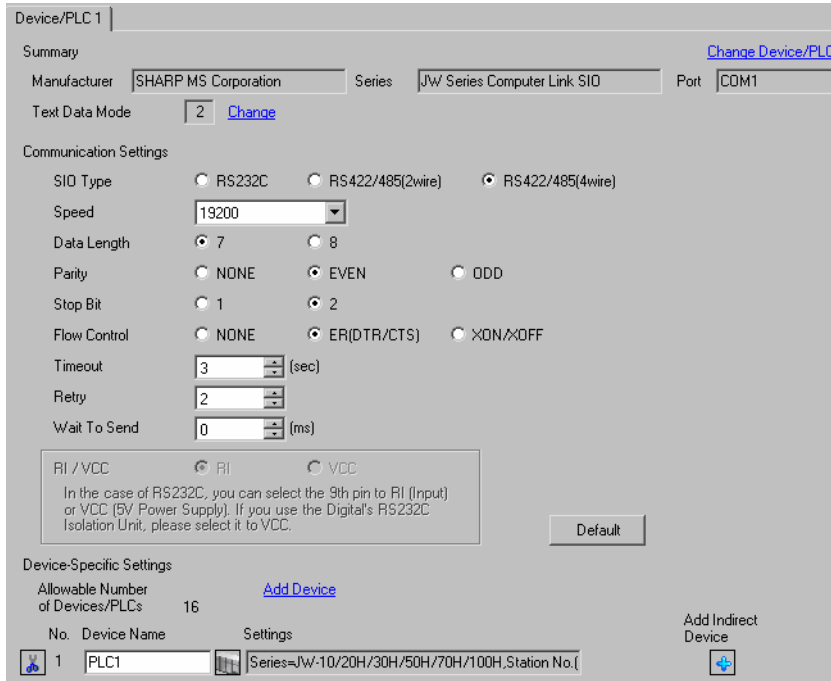 Device/PLC 1
Summary
Change Device/PLC
Manufacturer SHARP MS Corporation Series JW Series Computer Link SIO Port COM1
Text Data Mode 2 Change
Communication Settings
SIO Type RS232C RS422/485(2wire) RS422/485(4wire)
Speed 19200
Data Length 7 8
Parity NONE EVEN ODD
Stop Bit 1 2
Flow Control NONE ER(DTR/CTS) XON/XOFF
Timeout 3 (sec)
Retry 2
Wait To Send 0 (ms)
RI / VCC RI VCC
In the case of RS232C, you can select the 9th pin to RI (Input)
or VCC (5V Power Supply). If you use the Digital's RS232C
Isolation Unit, please select it to VCC.
Default
Device-Specific Settings
Allowable Number
of Devices/PLCs 16
Add Device
Add Indirect
Device
No. Device Name Settings
1 PLC1 Series=JW-10/20H/30H/50H/70H/100H,Station No.(